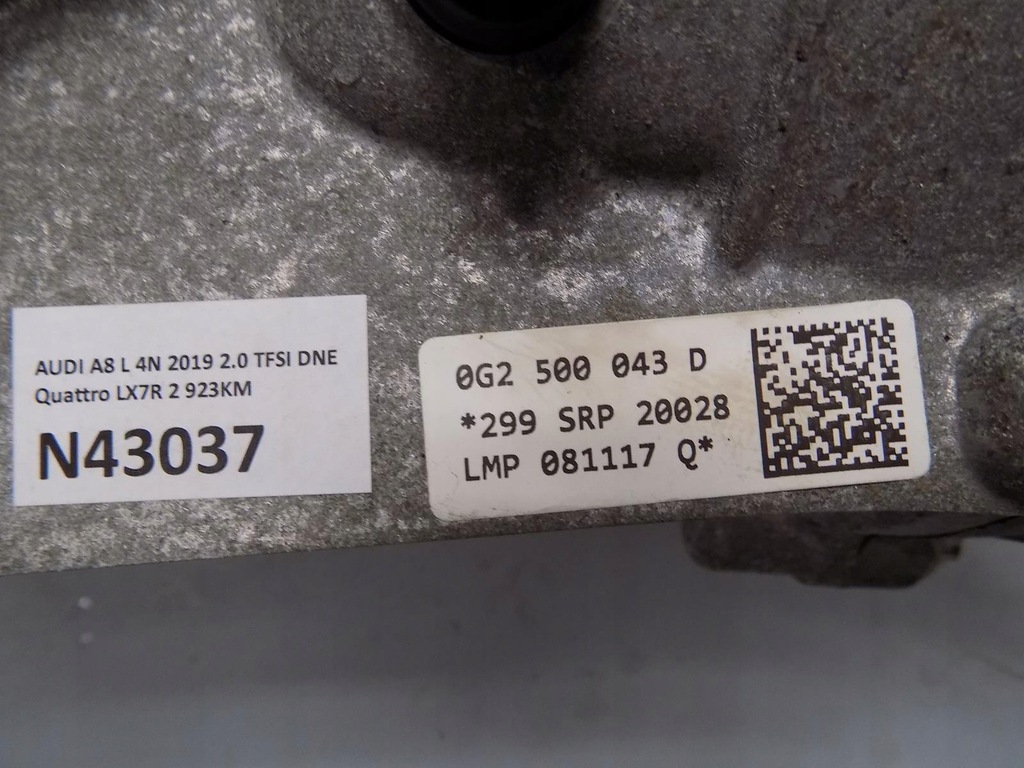 AUDI A8 L 4N 2019 2.0 TFSI DNE
Quattro LX7R 2 923KM
N43037
0G2 500 043 D
*299 SRP 20028
LMP 081117 Q*